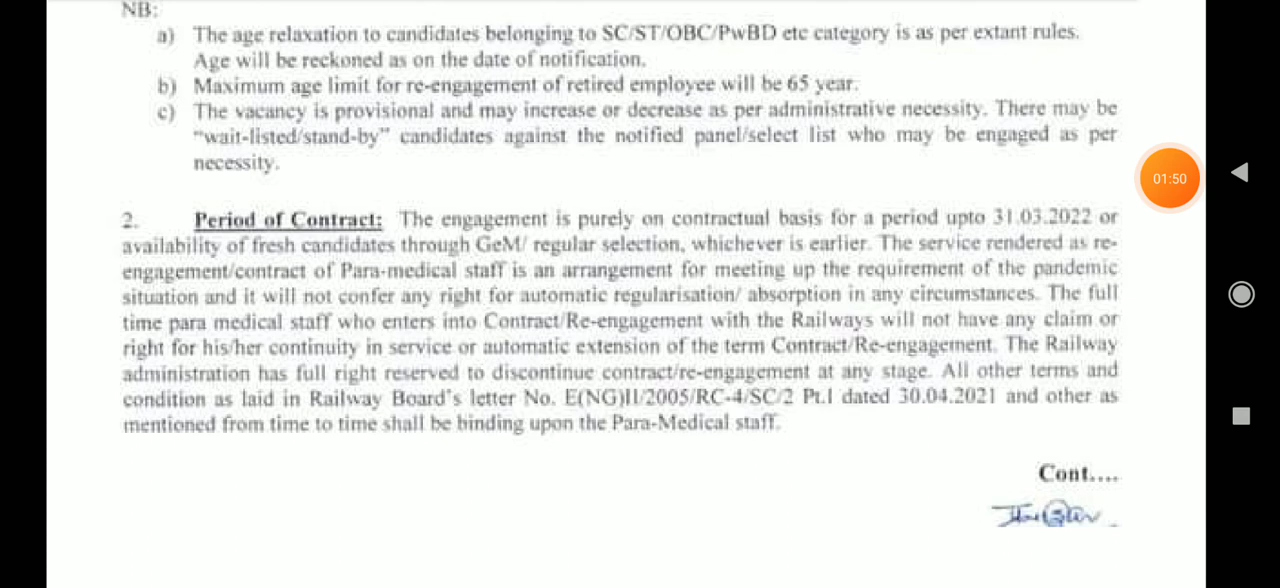 NB:
a) The age relaxation to candidates belonging to SC/ST/OBC/PwBD etc category is as per extant rules.
Age will be reckoned as on the date of notification.
b) Maximum age limit for re-engagement of retired employee will be 65 year.
c) The vacancy is provisional and may increase or decrease as per administrative necessity. There may be
"wait-listed/stand-by" candidates against the notified panel/select list who may be engaged as per
necessity.
01:50
2. Period of Contract: The engagement is purely on contractual basis for a period upto 31.03.2022 or
availability of fresh candidates through GeM/ regular selection, whichever is earlier. The service rendered as re-
engagement/contract of Para-medical staff is an arrangement for meeting up the requirement of the pandemic
situation and it will not confer any right for automatic regularisation/ absorption in any circumstances. The full
time para medical staff who enters into Contract/Re-engagement with the Railways will not have any claim or
right for his/her continuity in service or automatic extension of the term Contract/Re-engagement. The Railway
administration has full right reserved to discontinue contract/re-engagement at any stage. All other terms and
condition as laid in Railway Board's letter No. E(NG)II/2005/RC-4/SC/2 Pt.I dated 30.04.2021 and other as
mentioned from time to time shall be binding upon the Para-Medical staff.
Cont....